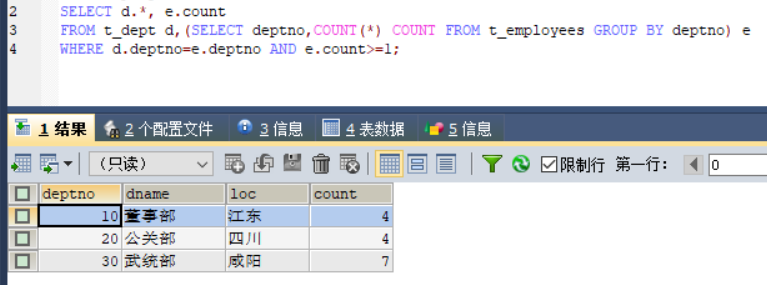 2 SELECT d.*, e.count
3 FROM t_dept d,(SELECT deptno,COUNT(*) COUNT FROM t_employees GROUP BY deptno) e
4 WHERE d.deptno=e.deptno AND e.count>=1;
1 结果 2 个配置文件 3 信息 4 表数据 5 信息
(只读) 限制行 第一行: 0
deptno dname loc count
10 董事部 江东 4
20 公关部 四川 4
30 武统部 咸阳 7